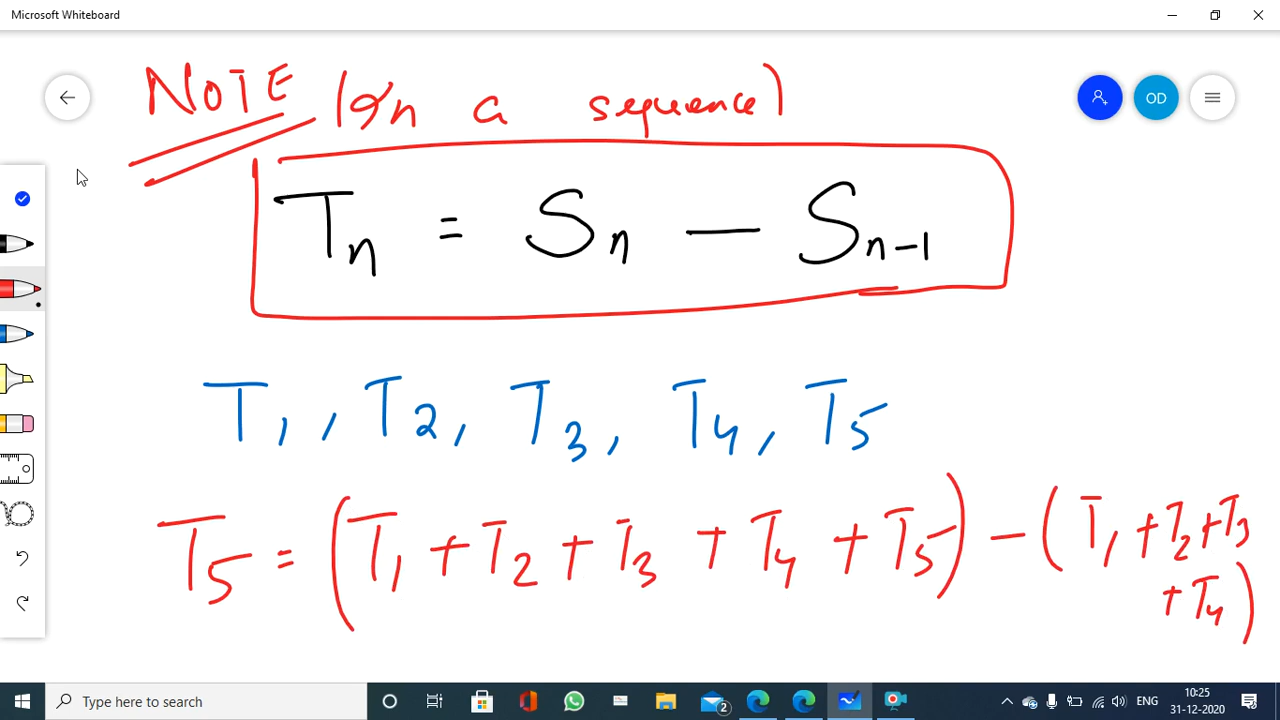 Microsoft Whiteboard
NOTE (In a sequence)
OD
Tn = Sn — Sn-1
T1, T2, T3, T4, T5
T5 = (T1 + T2 + T3 + T4 + T5) — (T1 + T2 + T3
+ T4)
Type here to search
2
ENG
10:25
31-12-2020